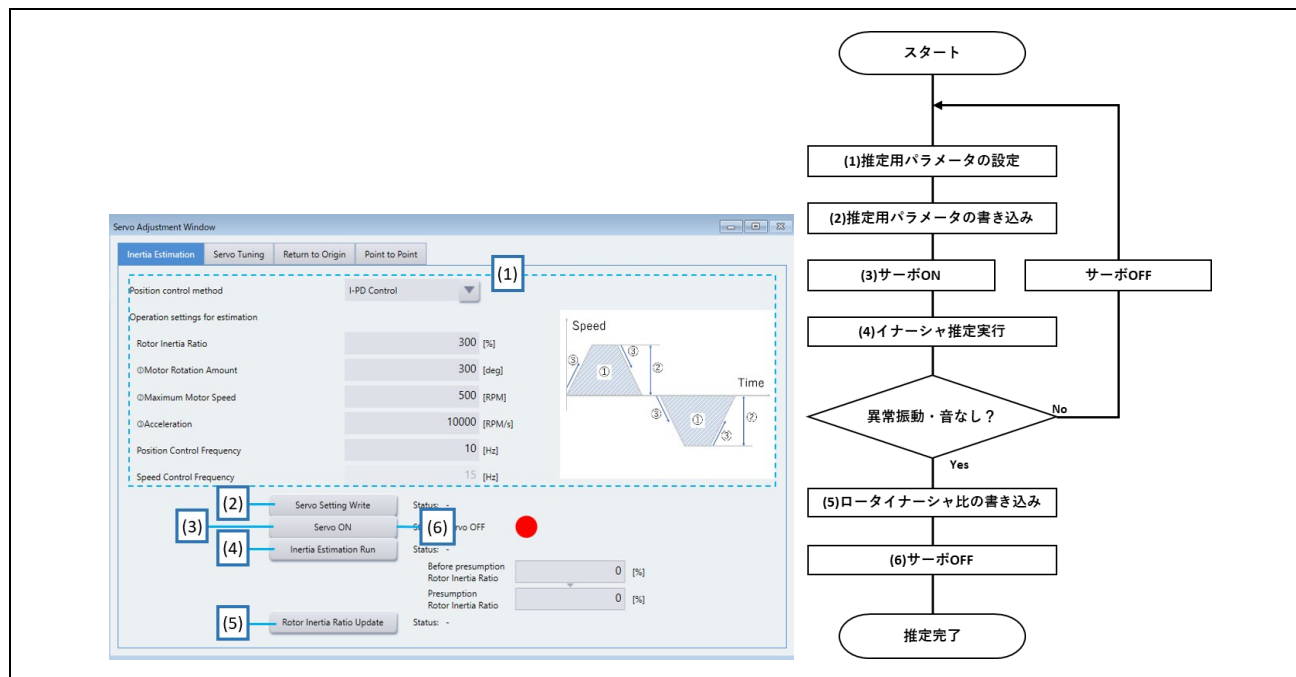 Servo Adjustment Window
Inertia Estimation Servo Tuning Return to Origin Point to Point
(1)
Position control method I-PD Control
Operation settings for estimation
Rotor Inertia Ratio 300 [%]
①Motor Rotation Amount 300 [deg]
②Maximum Motor Speed 500 [RPM]
③Acceleration 10000 [RPM/s]
Position Control Frequency 10 [Hz]
Speed Control Frequency 15 [Hz]
Speed
③ ① ③ ②
Time
③ ① ③ ②
(2) Servo Setting Write Status: -
(3) Servo ON (6) Servo OFF
(4) Inertia Estimation Run Status: -
Before presumption
Rotor Inertia Ratio 0 [%]
Presumption
Rotor Inertia Ratio 0 [%]
(5) Rotor Inertia Ratio Update Status: -
スタート
(1)推定用パラメータの設定
(2)推定用パラメータの書き込み
(3)サーボON
サーボOFF
(4)イナーシャ推定実行
異常振動・音なし？
No
Yes
(5)ロータイナーシャ比の書き込み
(6)サーボOFF
推定完了